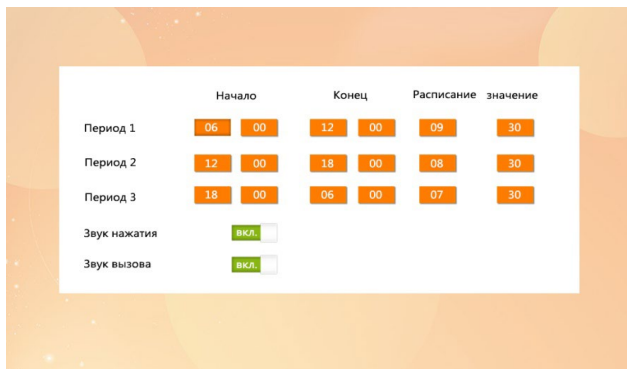 Начало Конец Расписание значение
Период 1 06 00 12 00 09 30
Период 2 12 00 18 00 08 30
Период 3 18 00 06 00 07 30
Звук нажатия вкл.
Звук вызова вкл.